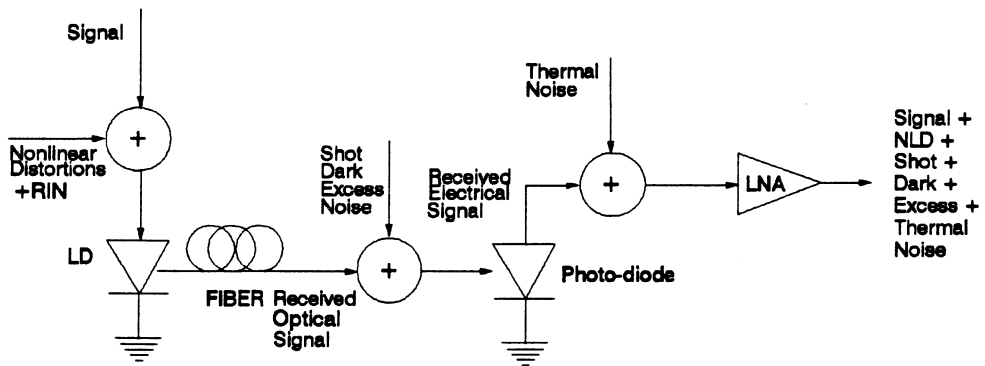 Signal
+
Nonlinear
Distortions
+RIN
LD
FIBER
Received
Optical
Signal
Shot
Dark
Excess
Noise
+
Received
Electrical
Signal
Photo-diode
Thermal
Noise
+
LNA
Signal +
NLD +
Shot +
Dark +
Excess +
Thermal
Noise